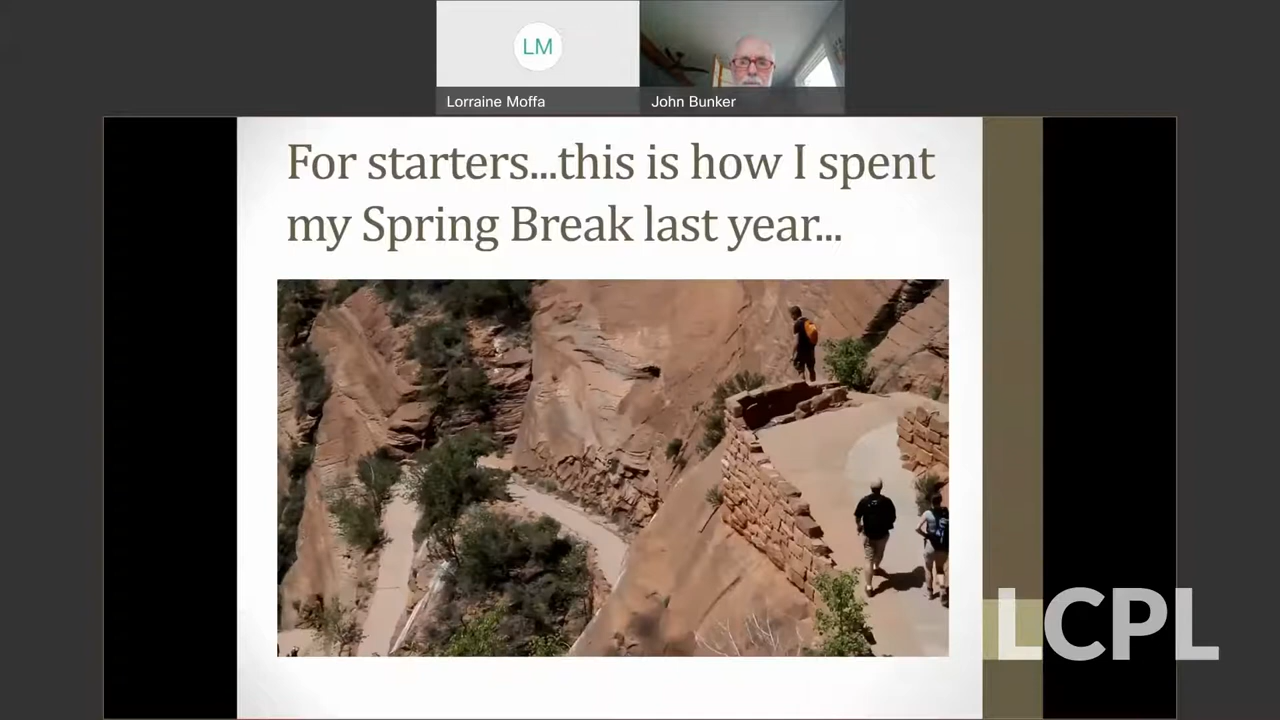 LM
Lorraine Moffa
John Bunker
For starters...this is how I spent
my Spring Break last year...
LCPL